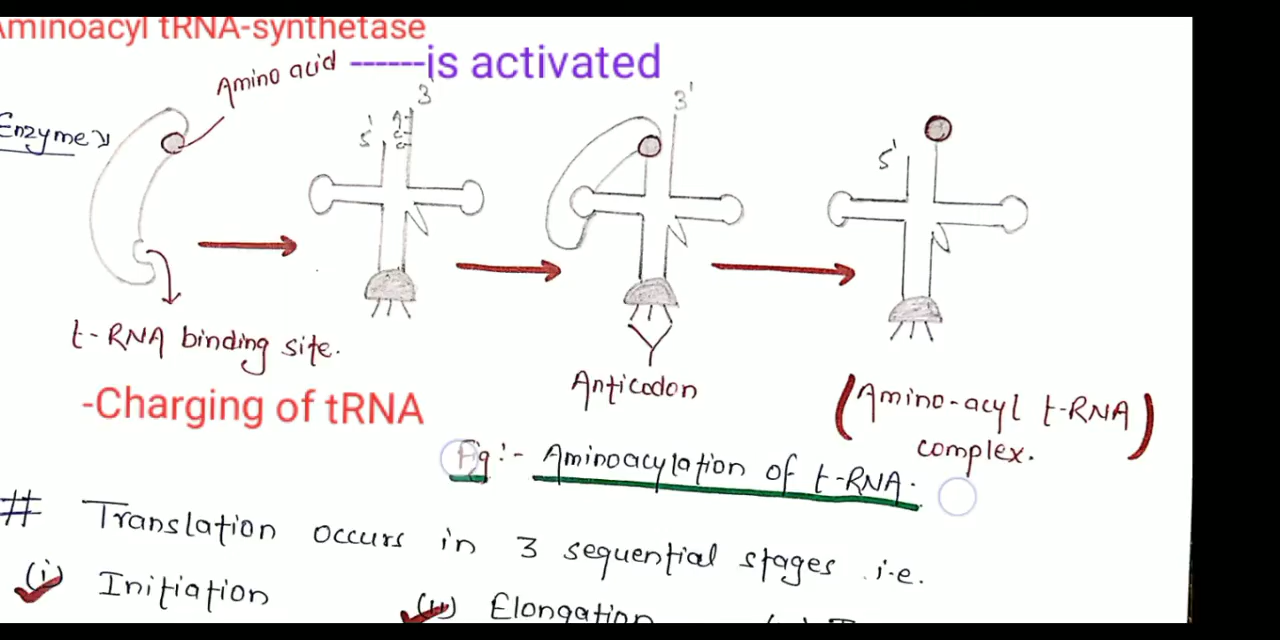 Aminoacyl tRNA-synthetase
Amino acid
------is activated
Enzyme
3'
5'
3'
5'
t-RNA binding site.
Anticodon
-Charging of tRNA
(Amino-acyl t-RNA)
complex.
Fig :- Aminoacylation of t-RNA.
# Translation occurs in 3 sequential stages i.e.
(i) Initiation
(ii) Elongation